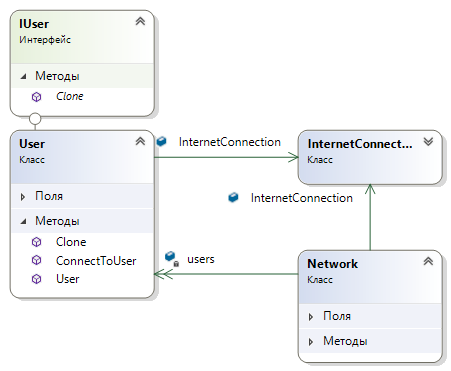 IUser
Интерфейс
Методы
Clone
User
Класс
Поля
Методы
Clone
ConnectToUser
User
InternetConnection
InternetConnect...
Класс
InternetConnection
users
Network
Класс
Поля
Методы